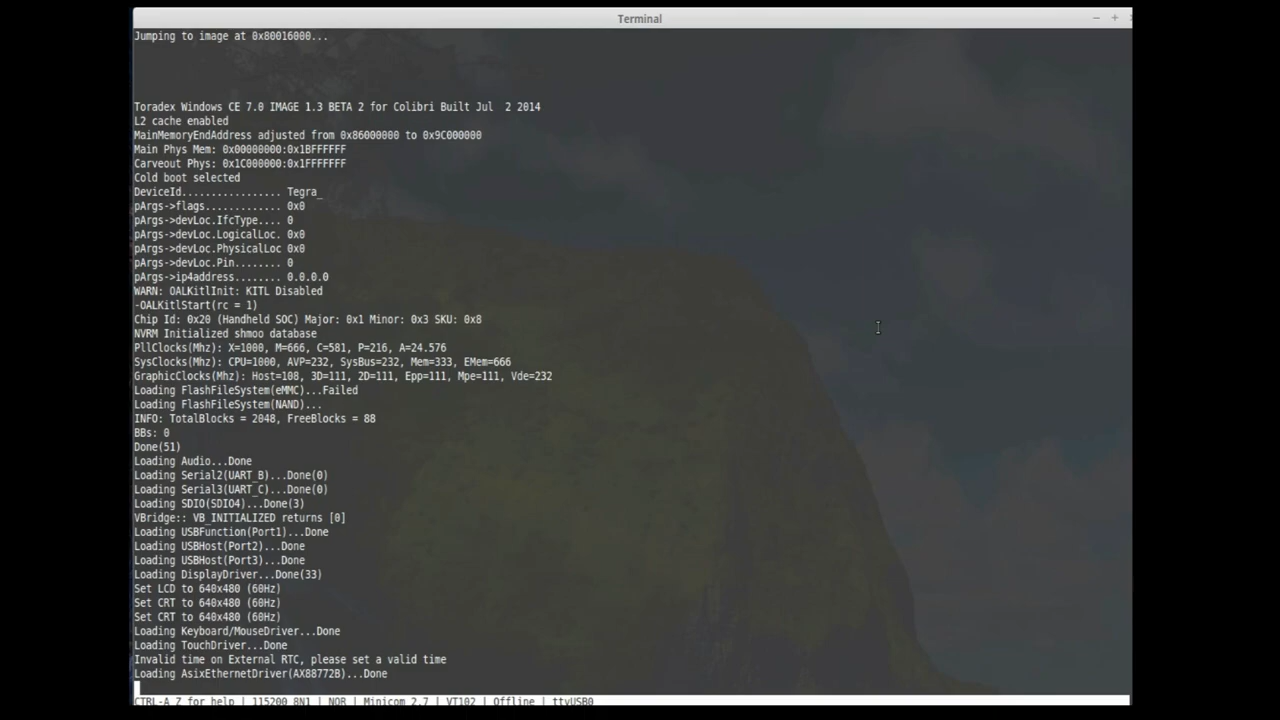 Terminal
Jumping to image at 0x80016000...
Toradex Windows CE 7.0 IMAGE 1.3 BETA 2 for Colibri Built Jul  2 2014
L2 cache enabled
MainMemoryEndAddress adjusted from 0x86000000 to 0x9C000000
Main Phys Mem: 0x00000000:0x1BFFFFFF
Carveout Phys: 0x1C000000:0x1FFFFFFF
Cold boot selected
DeviceId................. Tegra_
pArgs->flags............. 0x0
pArgs->devLoc.IfcType.... 0
pArgs->devLoc.LogicalLoc. 0x0
pArgs->devLoc.PhysicalLoc 0x0
pArgs->devLoc.Pin........ 0
pArgs->ip4address........ 0.0.0.0
WARN: OALKitlInit: KITL Disabled
-OALKitlStart(rc = 1)
Chip Id: 0x20 (Handheld SOC) Major: 0x1 Minor: 0x3 SKU: 0x8
NVRM Initialized shmoo database
PllClocks(Mhz): X=1000, M=666, C=581, P=216, A=24.576
SysClocks(Mhz): CPU=1000, AVP=232, SysBus=232, Mem=333, EMem=666
GraphicClocks(Mhz): Host=108, 3D=111, 2D=111, Epp=111, Mpe=111, Vde=232
Loading FlashFileSystem(eMMC)...Failed
Loading FlashFileSystem(NAND)...
INFO: TotalBlocks = 2048, FreeBlocks = 88
BBs: 0
Done(51)
Loading Audio...Done
Loading Serial2(UART_B)...Done(0)
Loading Serial3(UART_C)...Done(0)
Loading SDIO(SDIO4)...Done(3)
VBridge:: VB_INITIALIZED returns [0]
Loading USBFunction(Port1)...Done
Loading USBHost(Port2)...Done
Loading USBHost(Port3)...Done
Loading DisplayDriver...Done(33)
Set LCD to 640x480 (60Hz)
Set CRT to 640x480 (60Hz)
Set CRT to 640x480 (60Hz)
Loading Keyboard/MouseDriver...Done
Loading TouchDriver...Done
Invalid time on External RTC, please set a valid time
Loading AsixEthernetDriver(AX88772B)...Done
CTRL-A Z for help | 115200 8N1 | NOR | Minicom 2.7 | VT102 | Offline | ttyUSB0